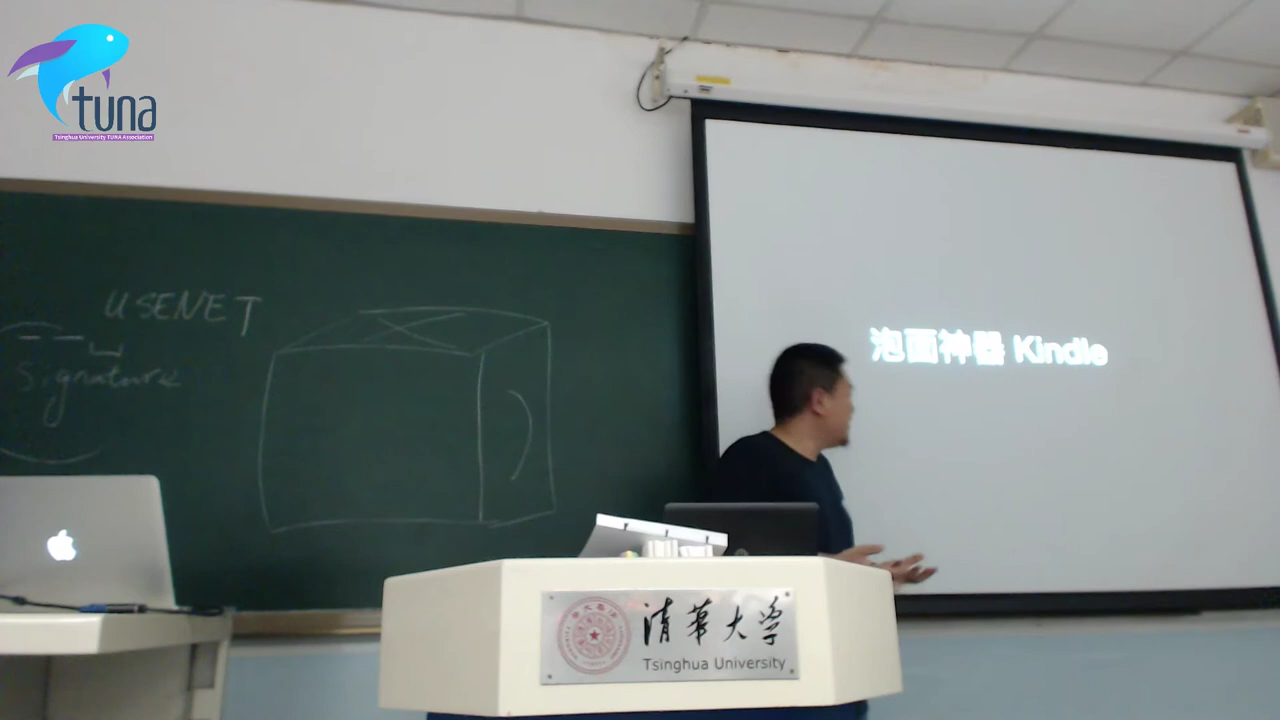 tuna
Tsinghua University TUNA Association
USENET
Signature
泡面神器 Kindle
清华大学
Tsinghua University